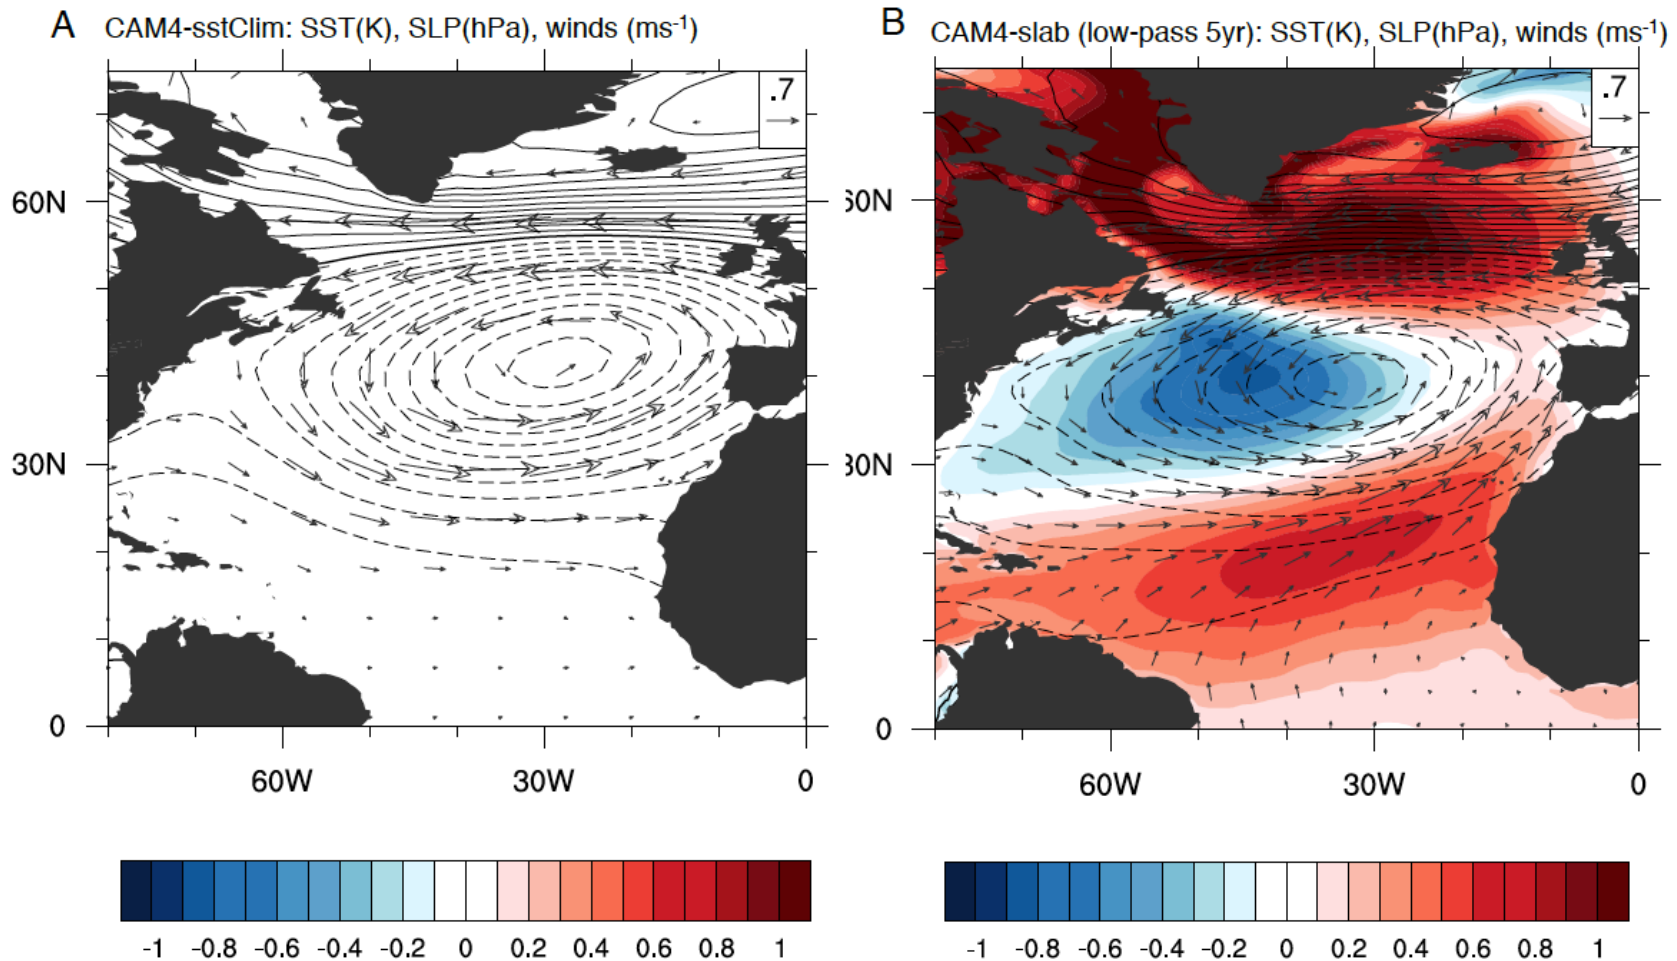 A CAM4-sstClim: SST(K), SLP(hPa), winds (ms-1)
B CAM4-slab (low-pass 5yr): SST(K), SLP(hPa), winds (ms-1)
.7
.7
60N
30N
0
60W 30W 0
60N
30N
0
60W 30W 0
-1 -0.8 -0.6 -0.4 -0.2 0 0.2 0.4 0.6 0.8 1
-1 -0.8 -0.6 -0.4 -0.2 0 0.2 0.4 0.6 0.8 1